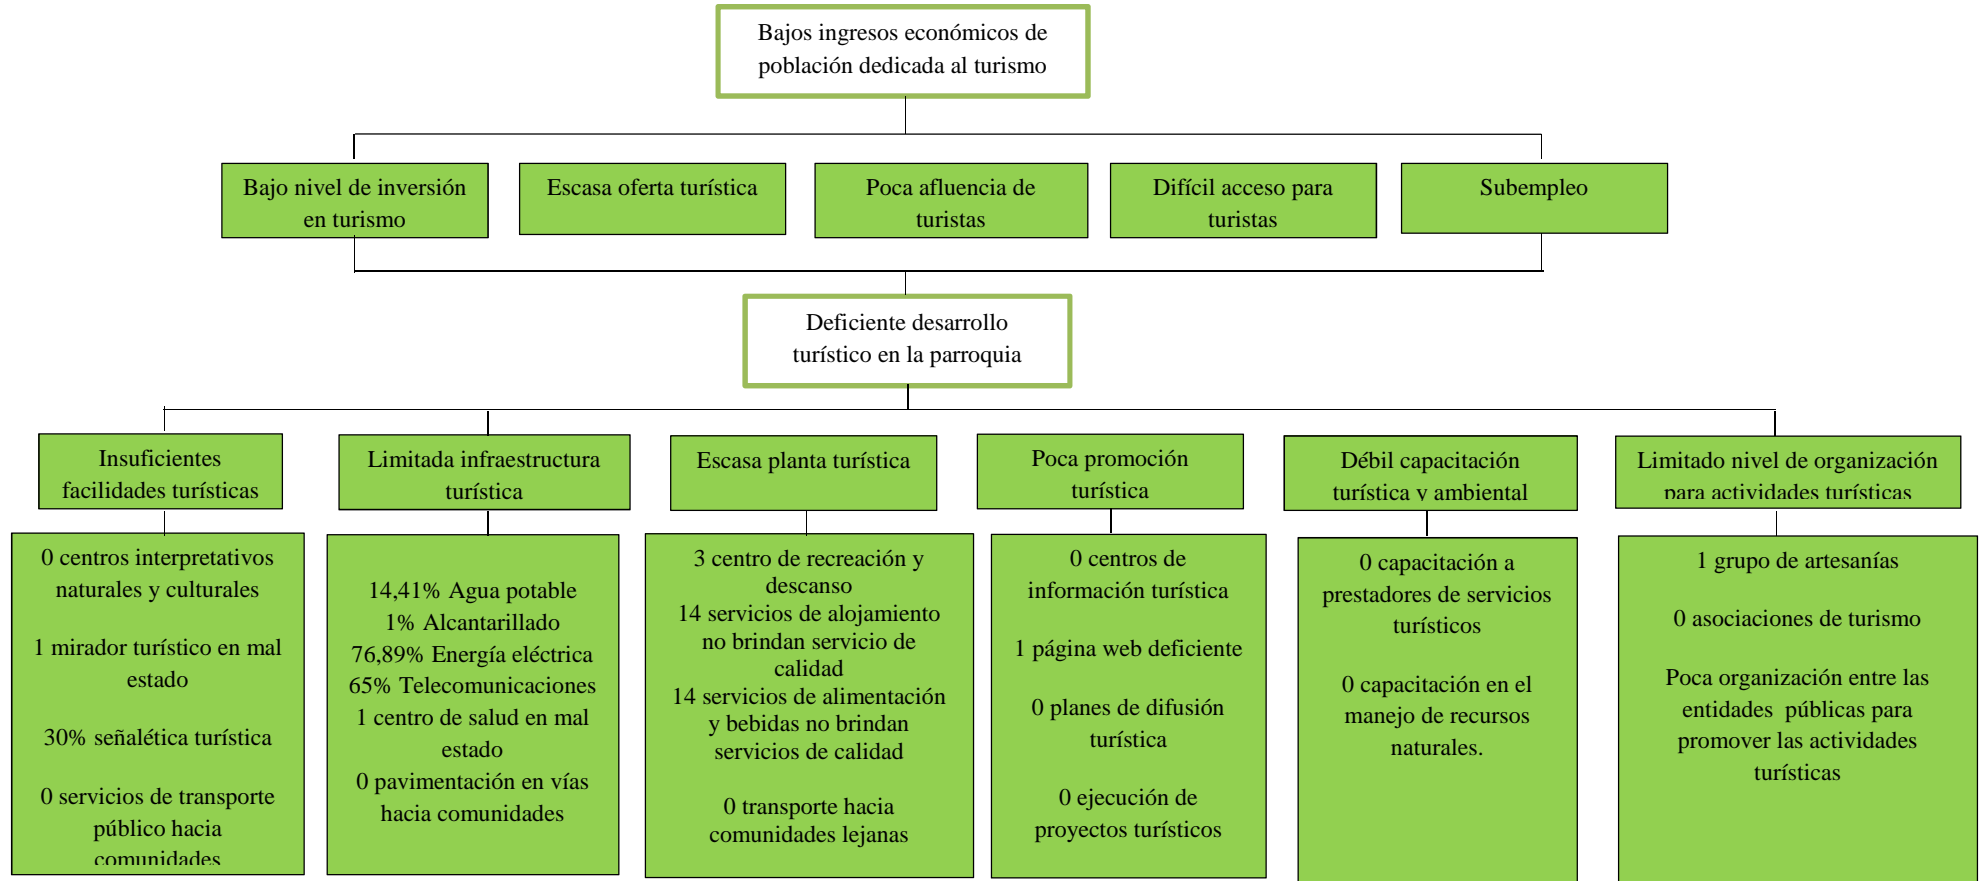 Bajos ingresos económicos de
población dedicada al turismo
Bajo nivel de inversión
en turismo
Escasa oferta turística
Poca afluencia de
turistas
Difícil acceso para
turistas
Subempleo
Deficiente desarrollo
turístico en la parroquia
Insuficientes
facilidades turísticas
Limitada infraestructura
turística
Escasa planta turística
Poca promoción
turística
Débil capacitación
turística y ambiental
Limitado nivel de organización
para actividades turísticas
0 centros interpretativos
naturales y culturales
1 mirador turístico en mal
estado
30% señalética turística
0 servicios de transporte
público hacia
comunidades
14,41% Agua potable
1% Alcantarillado
76,89% Energía eléctrica
65% Telecomunicaciones
1 centro de salud en mal
estado
0 pavimentación en vías
hacia comunidades
3 centro de recreación y
descanso
14 servicios de alojamiento
no brindan servicio de
calidad
14 servicios de alimentación
y bebidas no brindan
servicios de calidad
0 transporte hacia
comunidades lejanas
0 centros de
información turística
1 página web deficiente
0 planes de difusión
turística
0 ejecución de
proyectos turísticos
0 capacitación a
prestadores de servicios
turísticos
0 capacitación en el
manejo de recursos
naturales.
1 grupo de artesanías
0 asociaciones de turismo
Poca organización entre las
entidades públicas para
promover las actividades
turísticas